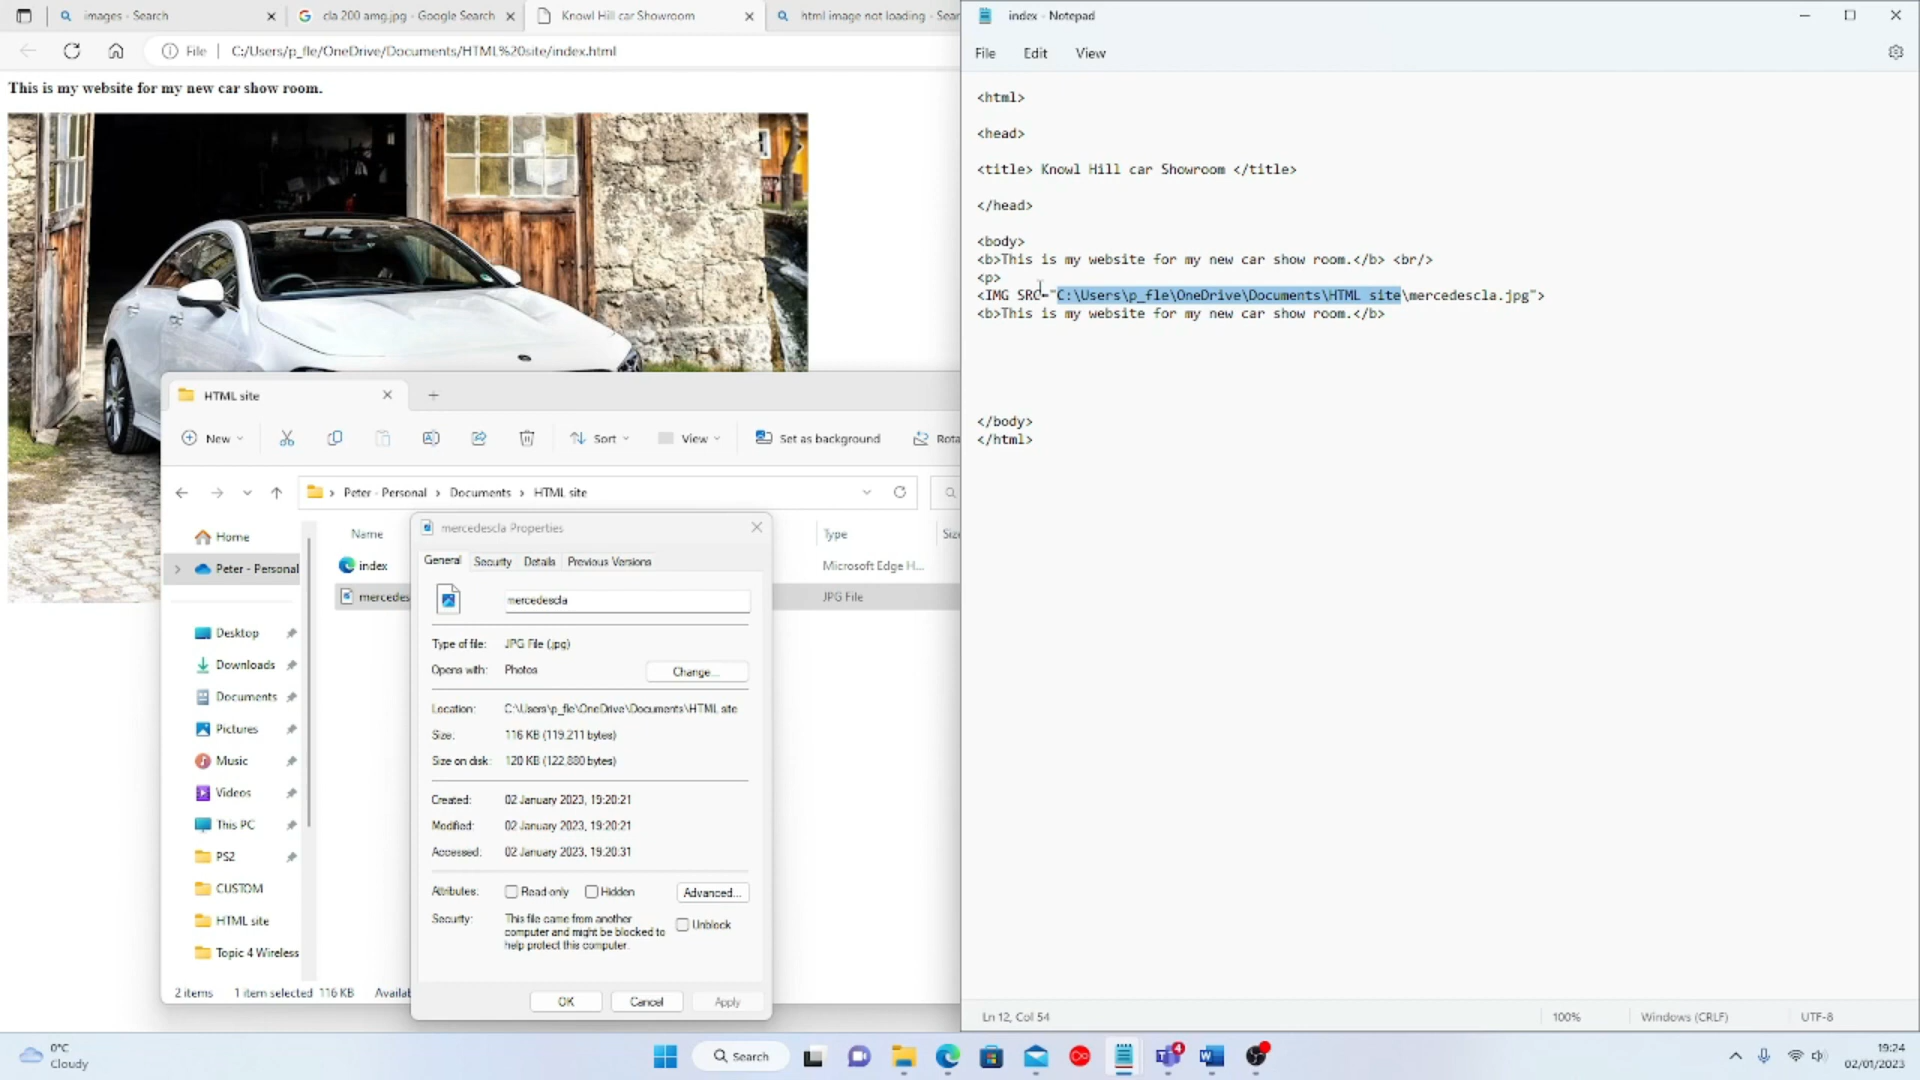 images - Search
cla 200 amg.jpg - Google Search
Knowl Hill car Showroom
html image not loading - Sear
File
C:/Users/p_fle/OneDrive/Documents/HTML%20site/index.html
This is my website for my new car show room.
HTML site
New
Sort
View
Set as background
Rota
Peter - Personal
Documents
HTML site
Name
Type
Size
Home
Peter - Personal
Desktop
Downloads
Documents
Pictures
Music
Videos
This PC
PS2
CUSTOM
HTML site
Topic 4 Wireless
index
Microsoft Edge H...
mercedes
JPG File
2 items
1 item selected 116 KB
Availab
mercedescla Properties
General
Security
Details
Previous Versions
mercedescla
Type of file: JPG File (.jpg)
Opens with: Photos
Change...
Location: C:\Users\p_fle\OneDrive\Documents\HTML site
Size: 116 KB (119,211 bytes)
Size on disk: 120 KB (122,880 bytes)
Created: 02 January 2023, 19:20:21
Modified: 02 January 2023, 19:20:21
Accessed: 02 January 2023, 19:20:31
Attributes: Read-only Hidden Advanced...
Security: This file came from another
computer and might be blocked to
help protect this computer.
Unblock
OK
Cancel
Apply
index - Notepad
File Edit View
<html>
<head>
<title> Knowl Hill car Showroom </title>
</head>
<body>
<b>This is my website for my new car show room.</b> <br/>
<p>
<IMG SRC="C:\Users\p_fle\OneDrive\Documents\HTML site\mercedescla.jpg">
<b>This is my website for my new car show room.</b>
</body>
</html>
Ln 12, Col 54
100%
Windows (CRLF)
UTF-8
0°C
Cloudy
Search
4
19:24
02/01/2023